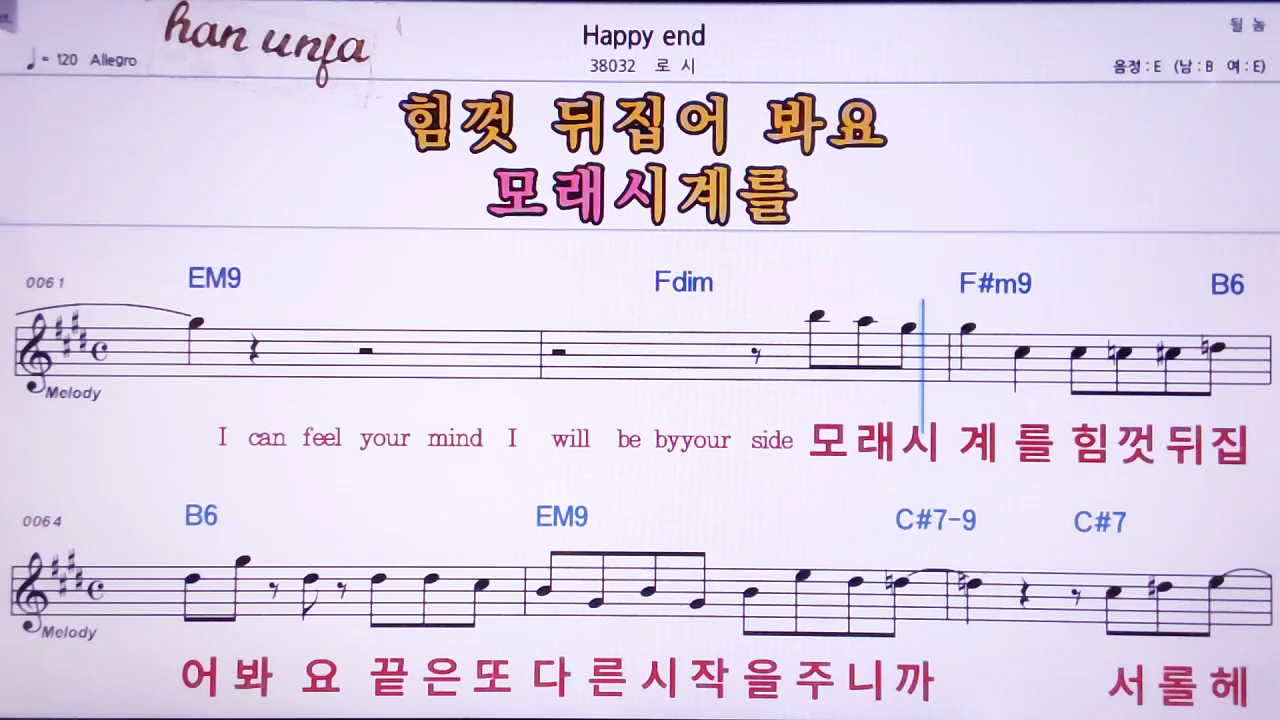 han unja
Happy end
될 놈
♩= 120 Allegro
38032 로 시
음정 : E (남 : B 여 : E)
힘껏 뒤집어 봐요
모래시계를
0061 EM9 Fdim F#m9 B6
Melody
I can feel your mind I will be byyour side 모래시 계 를 힘껏뒤집
0064 B6 EM9 C#7-9 C#7
Melody
어봐 요 끝은또 다 른시작을주니까 서롤헤